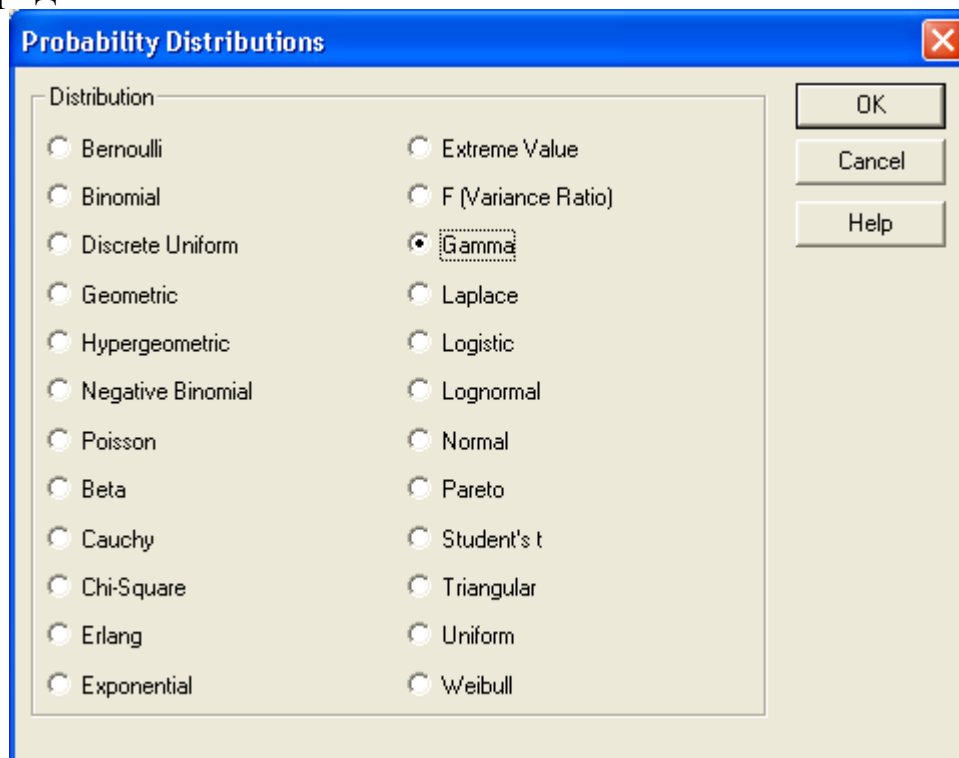 Probability Distributions
Distribution
Bernoulli
Binomial
Discrete Uniform
Geometric
Hypergeometric
Negative Binomial
Poisson
Beta
Cauchy
Chi-Square
Erlang
Exponential
Extreme Value
F (Variance Ratio)
Gamma
Laplace
Logistic
Lognormal
Normal
Pareto
Student's t
Triangular
Uniform
Weibull
OK
Cancel
Help